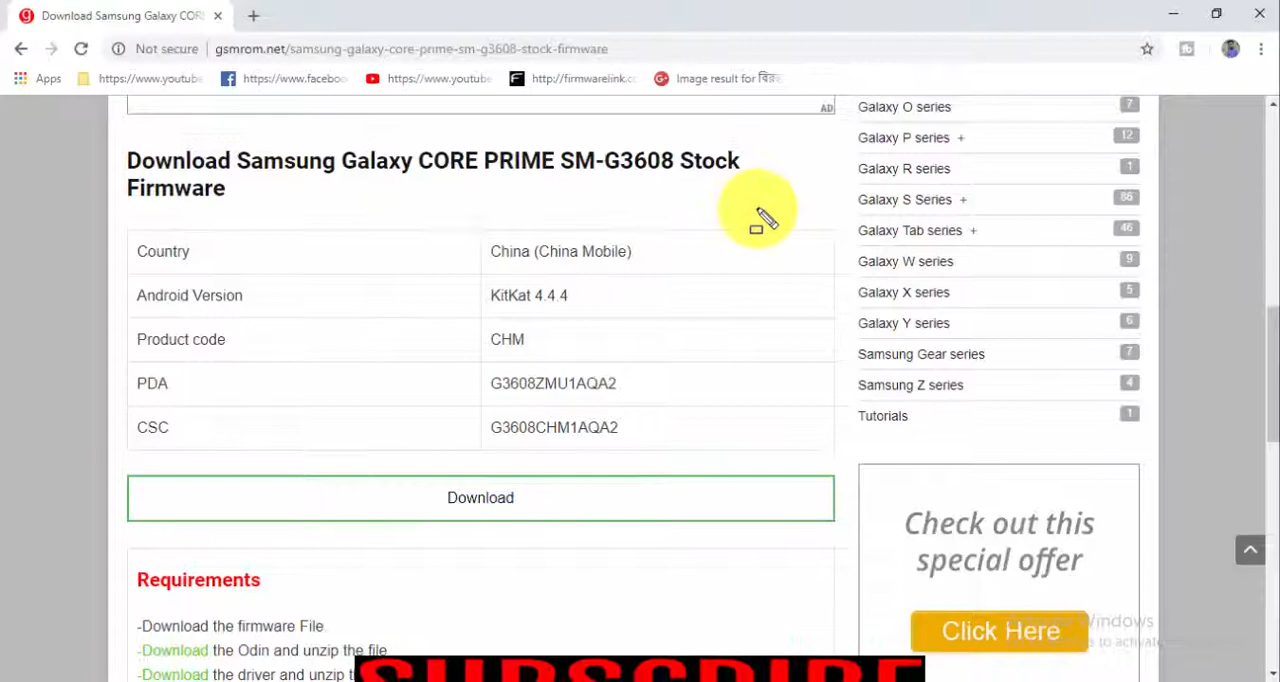 Download Samsung Galaxy COR
Not secure
gsmrom.net/samsung-galaxy-core-prime-sm-g3608-stock-firmware
Apps
https://www.youtube
https://www.faceboo
https://www.youtube
http://firmwarelink.co
Image result for
AD
Download Samsung Galaxy CORE PRIME SM-G3608 Stock
Firmware
Country China (China Mobile)
Android Version KitKat 4.4.4
Product code CHM
PDA G3608ZMU1AQA2
CSC G3608CHM1AQA2
Download
Requirements
-Download the firmware File
-Download the Odin and unzip the file
-Download the driver and unzip
SUBSCRIBE
Galaxy O series 7
Galaxy P series + 12
Galaxy R series 1
Galaxy S Series + 86
Galaxy Tab series + 46
Galaxy W series 9
Galaxy X series 5
Galaxy Y series 6
Samsung Gear series 7
Samsung Z series 4
Tutorials 1
Check out this
special offer
Click Here